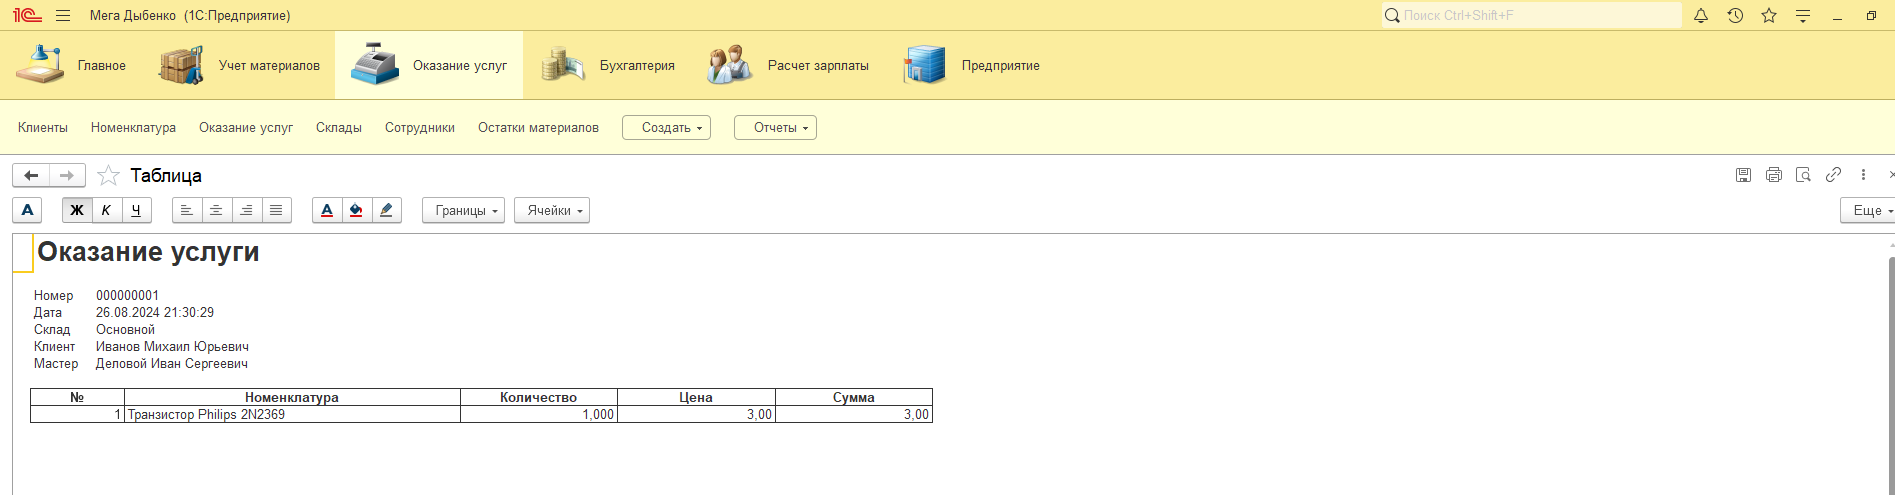 1С Мега Дыбенко (1С:Предприятие) Поиск Ctrl+Shift+F
Главное Учет материалов Оказание услуг Бухгалтерия Расчет зарплаты Предприятие
Клиенты Номенклатура Оказание услуг Склады Сотрудники Остатки материалов Создать Отчеты
Таблица
А Ж К Ч А Границы Ячейки Еще
Оказание услуги
Номер 000000001
Дата 26.08.2024 21:30:29
Склад Основной
Клиент Иванов Михаил Юрьевич
Мастер Деловой Иван Сергеевич
№ Номенклатура Количество Цена Сумма
1 Транзистор Philips 2N2369 1,000 3,00 3,00